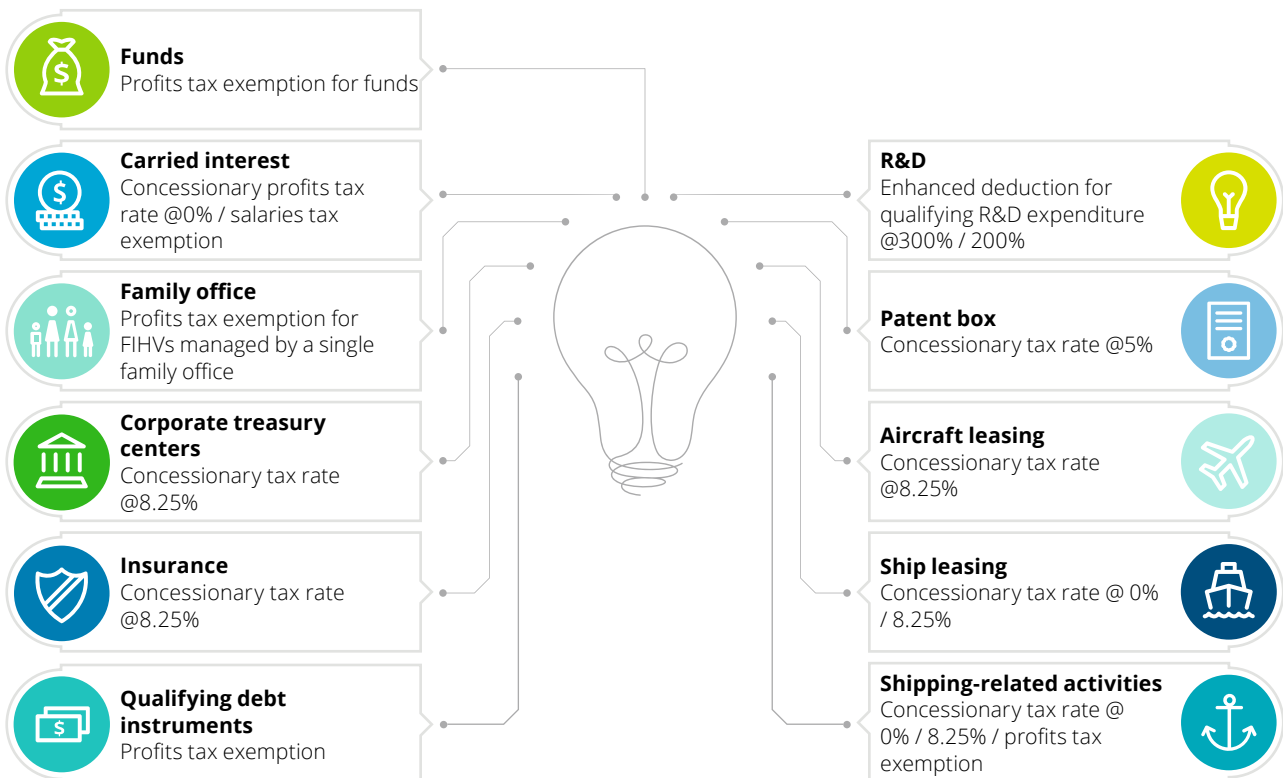 Funds
Profits tax exemption for funds
Carried interest
Concessionary profits tax
rate @0% / salaries tax
exemption
Family office
Profits tax exemption for
FIHVs managed by a single
family office
Corporate treasury
centers
Concessionary tax rate
@8.25%
Insurance
Concessionary tax rate
@8.25%
Qualifying debt
instruments
Profits tax exemption
R&D
Enhanced deduction for
qualifying R&D expenditure
@300% / 200%
Patent box
Concessionary tax rate @5%
Aircraft leasing
Concessionary tax rate
@8.25%
Ship leasing
Concessionary tax rate @ 0%
/ 8.25%
Shipping-related activities
Concessionary tax rate @
0% / 8.25% / profits tax
exemption